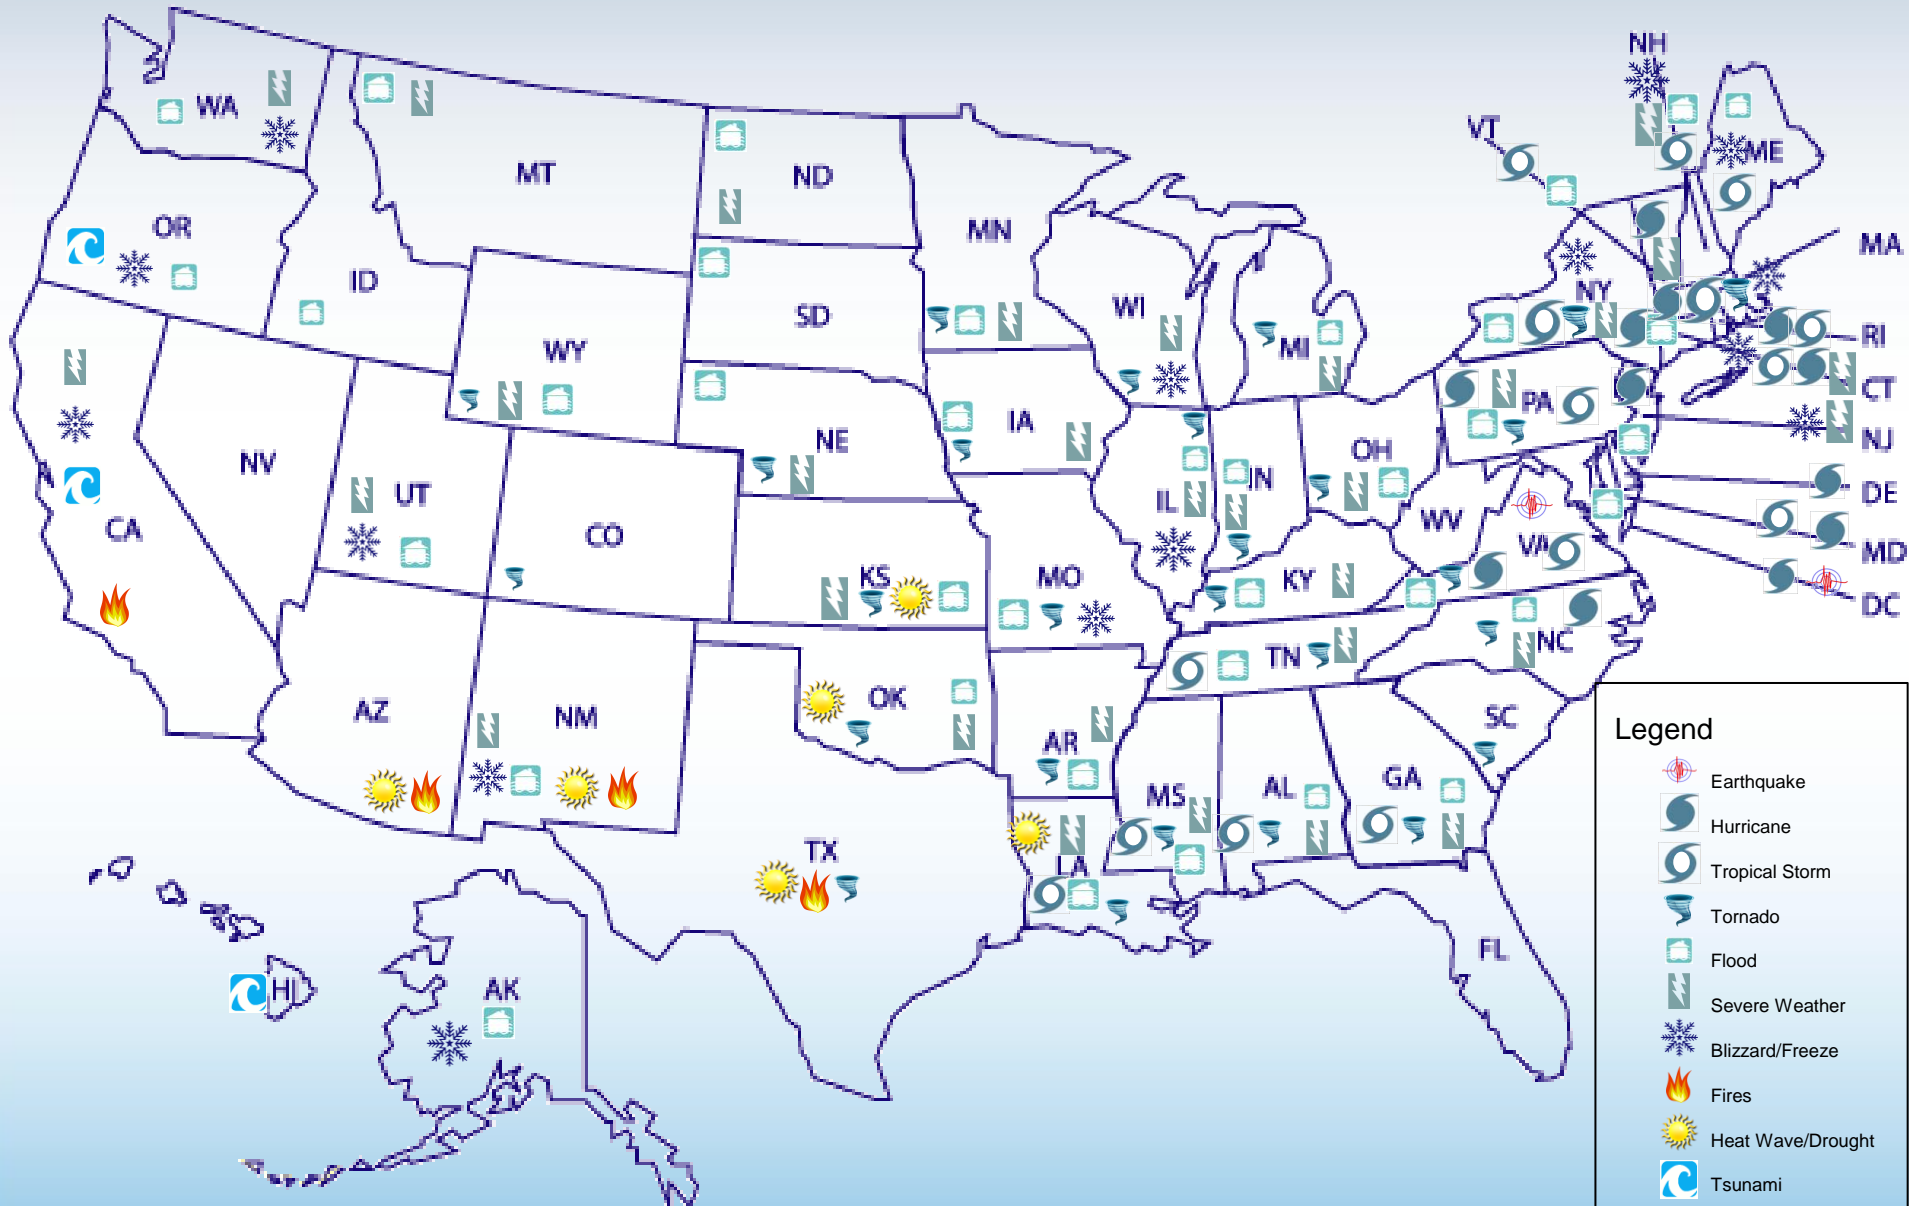 NH
WA
VT
ME
MT
ND
OR
MN
MA
ID
SD
WI
NY
MI
RI
WY
CT
PA
IA
NE
OH
NJ
NV
UT
IL
IN
DE
CA
CO
WV
VA
MD
KS
MO
KY
DC
TN
NC
AZ
NM
OK
AR
SC
MS
AL
GA
TX
LA
FL
HI
AK
Legend
Earthquake
Hurricane
Tropical Storm
Tornado
Flood
Severe Weather
Blizzard/Freeze
Fires
Heat Wave/Drought
Tsunami